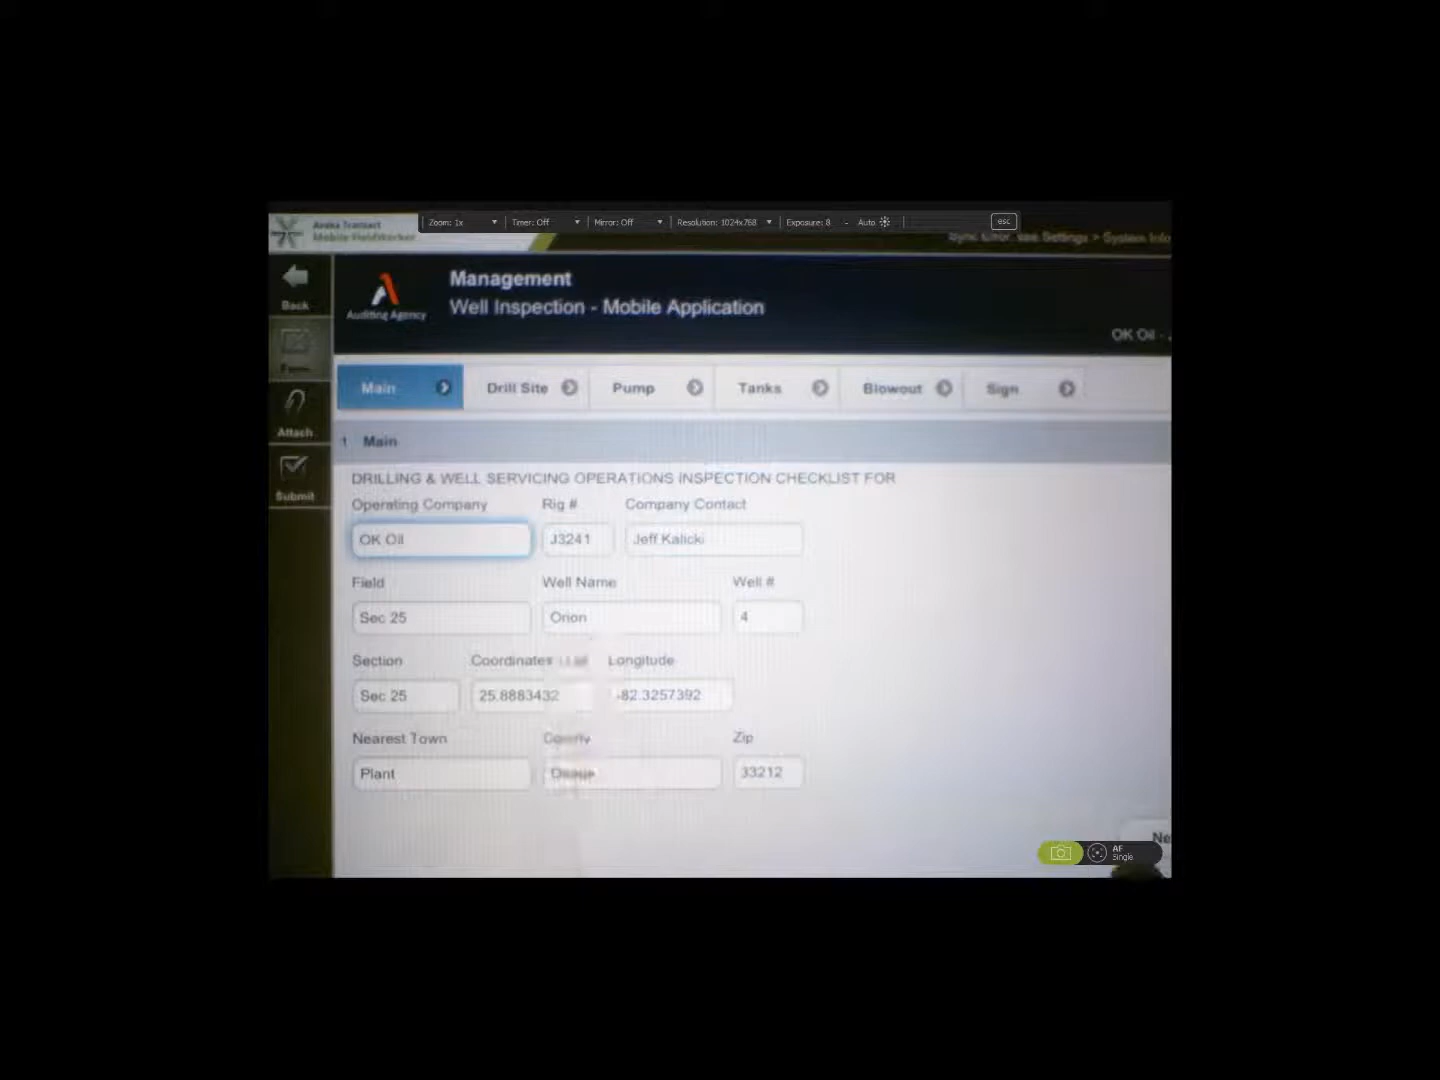 Zoom: 1x Timer: Off Mirror: Off Resolution: 1024x768 Exposure: 8 - Auto esc
Transact
Mobile FieldWorker
Settings > System Info
Back
Management
Well Inspection - Mobile Application
Auditing Agency
OK Oil -
Main Drill Site Pump Tanks Blowout Sign
Attach
1 Main
Submit
DRILLING & WELL SERVICING OPERATIONS INSPECTION CHECKLIST FOR
Operating Company Rig # Company Contact
OK Oil J3241 Jeff Kalicki
Field Well Name Well #
Sec 25 Orion 4
Section Coordinates Longitude
Sec 25 25.8883432 -82.3257392
Nearest Town County Zip
Plant Osage 33212
Ne
AF
Single